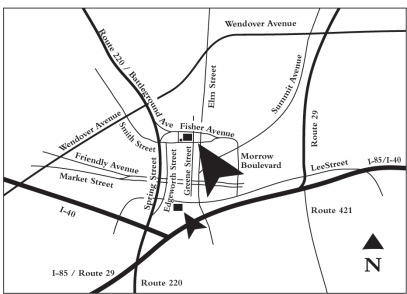 Wendover Avenue
Route 220 / Battleground Ave
Elm Street
Summit Avenue
Route 29
Wendover Avenue
Smith Street
Fisher Avenue
Friendly Avenue
Market Street
Spring Street
Edgeworth Street
Greene Street
Morrow
Boulevard
LeeStreet
I-85/I-40
I-40
Route 421
I-85 / Route 29
Route 220
N